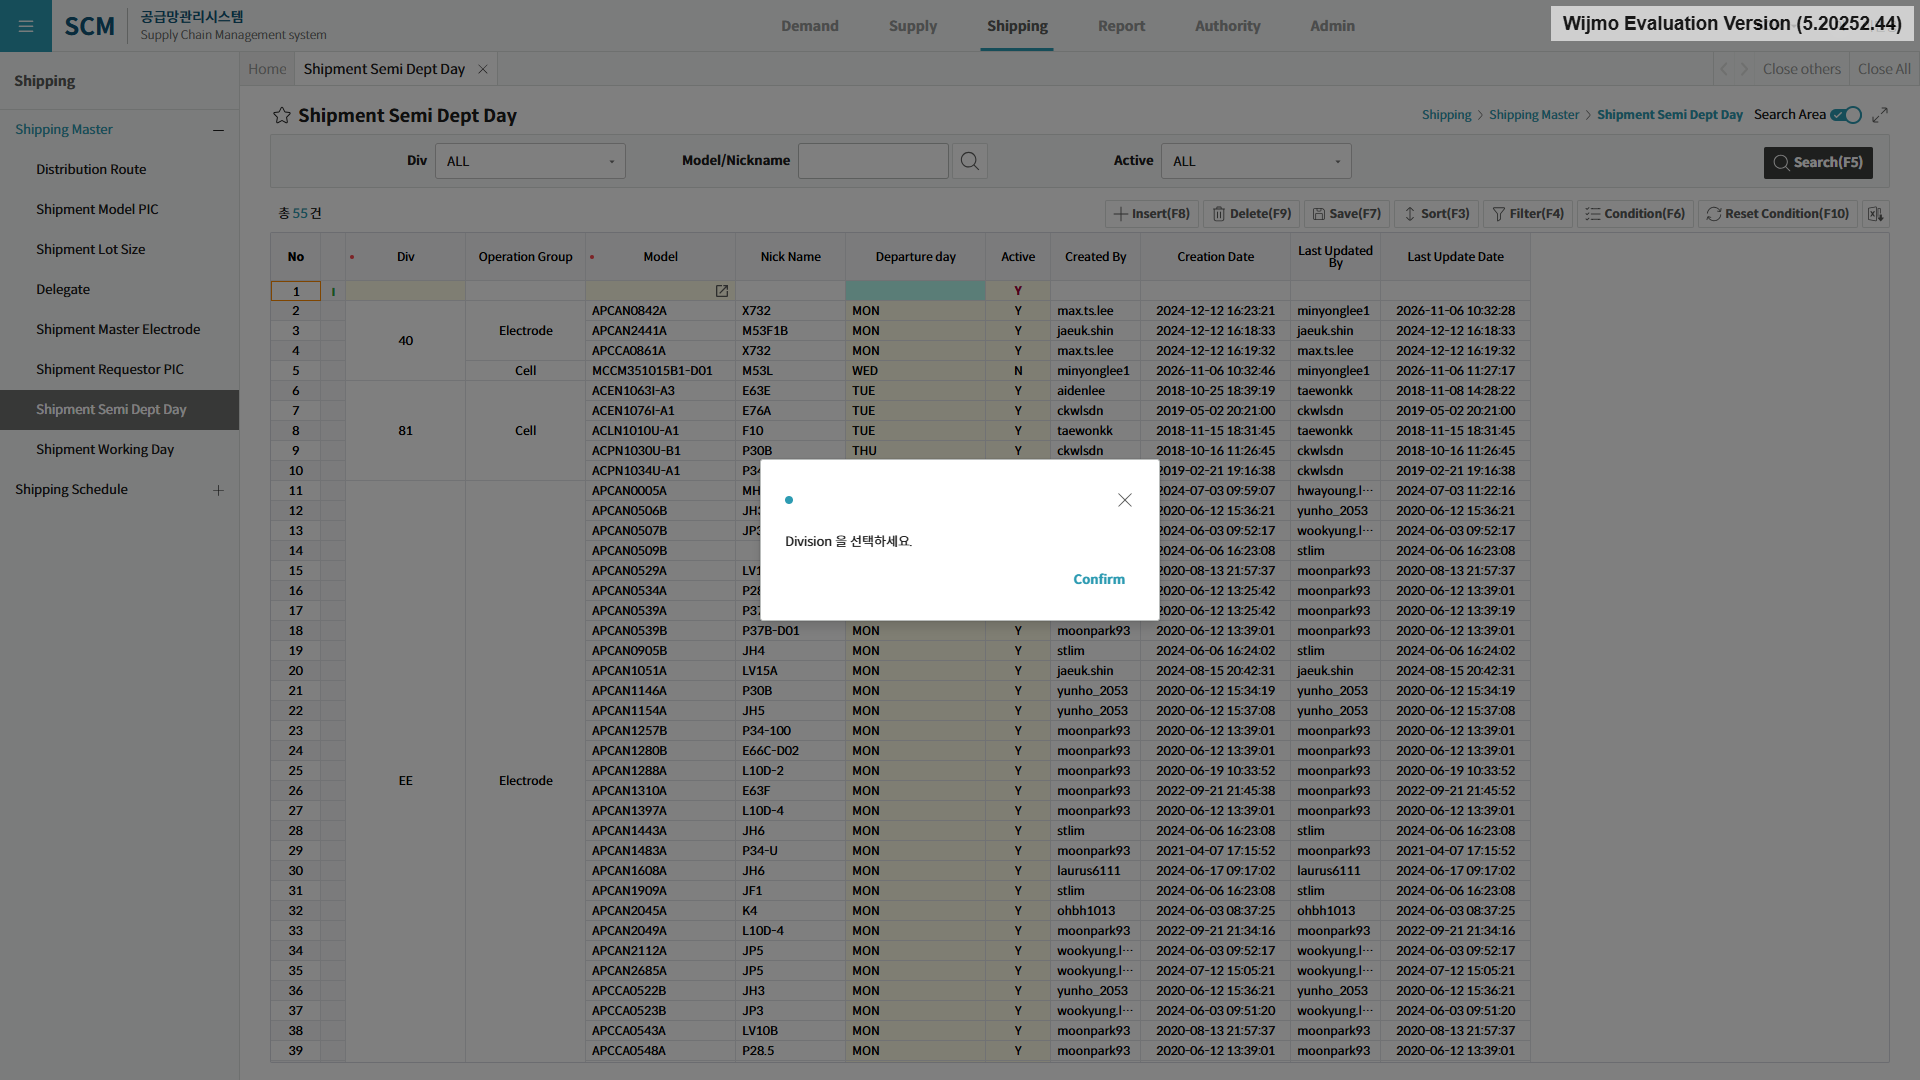 SCM
공급망관리시스템
Supply Chain Management system
Demand
Supply
Shipping
Report
Authority
Admin
Wijmo Evaluation Version (5.20252.44)
Shipping
Home
Shipment Semi Dept Day
Close others
Close All
Shipping Master
Distribution Route
Shipment Model PIC
Shipment Lot Size
Delegate
Shipment Master Electrode
Shipment Requestor PIC
Shipment Semi Dept Day
Shipment Working Day
Shipping Schedule
Shipment Semi Dept Day
Shipping > Shipping Master > Shipment Semi Dept Day
Search Area
Div ALL
Model/Nickname
Active ALL
Search(F5)
총 55 건
Insert(F8)
Delete(F9)
Save(F7)
Sort(F3)
Filter(F4)
Condition(F6)
Reset Condition(F10)
No Div Operation Group Model Nick Name Departure day Active Created By Creation Date Last Updated By Last Update Date
1 Y
2 APCAN0842A X732 MON Y max.ts.lee 2024-12-12 16:23:21 minyonglee1 2026-11-06 10:32:28
3 40 Electrode APCAN2441A M53F1B MON Y jaeuk.shin 2024-12-12 16:18:33 jaeuk.shin 2024-12-12 16:18:33
4 APCCA0861A X732 MON Y max.ts.lee 2024-12-12 16:19:32 max.ts.lee 2024-12-12 16:19:32
5 Cell MCCM351015B1-D01 M53L WED N minyonglee1 2026-11-06 10:32:46 minyonglee1 2026-11-06 11:27:17
6 ACEN1063I-A3 E63E TUE Y aidenlee 2018-10-25 18:39:19 taewonkk 2018-11-08 14:28:22
7 ACEN1076I-A1 E76A TUE Y ckwlsdn 2019-05-02 20:21:00 ckwlsdn 2019-05-02 20:21:00
8 81 Cell ACLN1010U-A1 F10 TUE Y taewonkk 2018-11-15 18:31:45 taewonkk 2018-11-15 18:31:45
9 ACPN1030U-B1 P30B THU Y ckwlsdn 2018-10-16 11:26:45 ckwlsdn 2018-10-16 11:26:45
10 ACPN1034U-A1 P34 2019-02-21 19:16:38 ckwlsdn 2019-02-21 19:16:38
11 APCAN0005A MH 2024-07-03 09:59:07 hwayoung.l··· 2024-07-03 11:22:16
12 APCAN0506B JH3 2020-06-12 15:36:21 yunho_2053 2020-06-12 15:36:21
13 APCAN0507B JP3 2024-06-03 09:52:17 wookyung.l··· 2024-06-03 09:52:17
14 APCAN0509B 2024-06-06 16:23:08 stlim 2024-06-06 16:23:08
15 APCAN0529A LV1 2020-08-13 21:57:37 moonpark93 2020-08-13 21:57:37
16 APCAN0534A P28 2020-06-12 13:25:42 moonpark93 2020-06-12 13:39:01
17 APCAN0539A P37 2020-06-12 13:25:42 moonpark93 2020-06-12 13:39:19
18 APCAN0539B P37B-D01 MON Y moonpark93 2020-06-12 13:39:01 moonpark93 2020-06-12 13:39:01
19 APCAN0905B JH4 MON Y stlim 2024-06-06 16:24:02 stlim 2024-06-06 16:24:02
20 APCAN1051A LV15A MON Y jaeuk.shin 2024-08-15 20:42:31 jaeuk.shin 2024-08-15 20:42:31
21 APCAN1146A P30B MON Y yunho_2053 2020-06-12 15:34:19 yunho_2053 2020-06-12 15:34:19
22 APCAN1154A JH5 MON Y yunho_2053 2020-06-12 15:37:08 yunho_2053 2020-06-12 15:37:08
23 APCAN1257B P34-100 MON Y moonpark93 2020-06-12 13:39:01 moonpark93 2020-06-12 13:39:01
24 APCAN1280B E66C-D02 MON Y moonpark93 2020-06-12 13:39:01 moonpark93 2020-06-12 13:39:01
25 EE Electrode APCAN1288A L10D-2 MON Y moonpark93 2020-06-19 10:33:52 moonpark93 2020-06-19 10:33:52
26 APCAN1310A E63F MON Y moonpark93 2022-09-21 21:45:38 moonpark93 2022-09-21 21:45:52
27 APCAN1397A L10D-4 MON Y moonpark93 2020-06-12 13:39:01 moonpark93 2020-06-12 13:39:01
28 APCAN1443A JH6 MON Y stlim 2024-06-06 16:23:08 stlim 2024-06-06 16:23:08
29 APCAN1483A P34-U MON Y moonpark93 2021-04-07 17:15:52 moonpark93 2021-04-07 17:15:52
30 APCAN1608A JH6 MON Y laurus6111 2024-06-17 09:17:02 laurus6111 2024-06-17 09:17:02
31 APCAN1909A JF1 MON Y stlim 2024-06-06 16:23:08 stlim 2024-06-06 16:23:08
32 APCAN2045A K4 MON Y ohbh1013 2024-06-03 08:37:25 ohbh1013 2024-06-03 08:37:25
33 APCAN2049A L10D-4 MON Y moonpark93 2022-09-21 21:34:16 moonpark93 2022-09-21 21:34:16
34 APCAN2112A JP5 MON Y wookyung.l··· 2024-06-03 09:52:17 wookyung.l··· 2024-06-03 09:52:17
35 APCAN2685A JP5 MON Y wookyung.l··· 2024-07-12 15:05:21 wookyung.l··· 2024-07-12 15:05:21
36 APCCA0522B JH3 MON Y yunho_2053 2020-06-12 15:36:21 yunho_2053 2020-06-12 15:36:21
37 APCCA0523B JP3 MON Y wookyung.l··· 2024-06-03 09:51:20 wookyung.l··· 2024-06-03 09:51:20
38 APCCA0543A LV10B MON Y moonpark93 2020-08-13 21:57:37 moonpark93 2020-08-13 21:57:37
39 APCCA0548A P28.5 MON Y moonpark93 2020-06-12 13:39:01 moonpark93 2020-06-12 13:39:01
Division 을 선택하세요.
Confirm